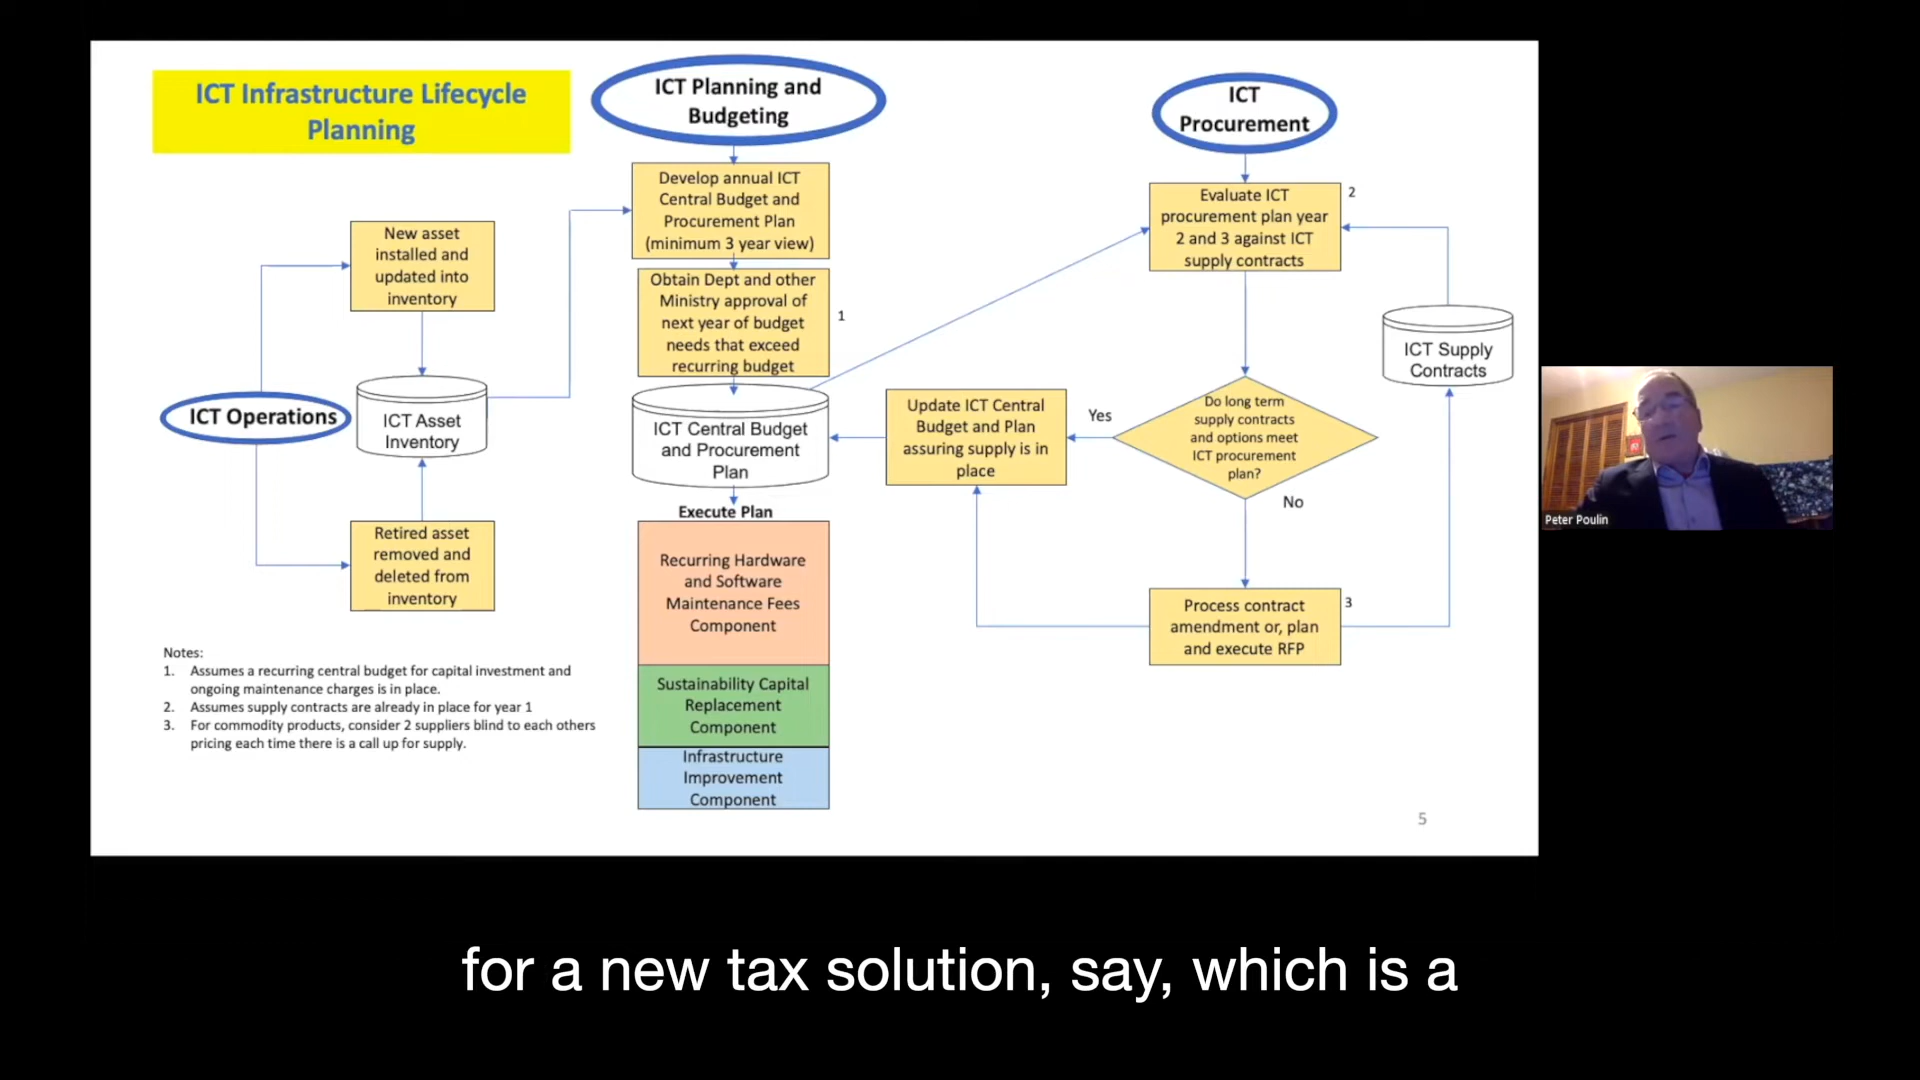 ICT Infrastructure Lifecycle
Planning
ICT Planning and
Budgeting
ICT
Procurement
Develop annual ICT
Central Budget and
Procurement Plan
(minimum 3 year view)
Evaluate ICT
procurement plan year
2 and 3 against ICT
supply contracts
2
New asset
installed and
updated into
inventory
Obtain Dept and other
Ministry approval of
next year of budget
needs that exceed
recurring budget
1
ICT Supply
Contracts
ICT Operations
ICT Asset
Inventory
ICT Central Budget
and Procurement
Plan
Update ICT Central
Budget and Plan
assuring supply is in
place
Yes
Do long term
supply contracts
and options meet
ICT procurement
plan?
No
Execute Plan
Retired asset
removed and
deleted from
inventory
Recurring Hardware
and Software
Maintenance Fees
Component
Process contract
amendment or, plan
and execute RFP
3
Sustainability Capital
Replacement
Component
Infrastructure
Improvement
Component
Notes:
1. Assumes a recurring central budget for capital investment and
ongoing maintenance charges is in place.
2. Assumes supply contracts are already in place for year 1
3. For commodity products, consider 2 suppliers blind to each others
pricing each time there is a call up for supply.
5
Peter Poulin
for a new tax solution, say, which is a